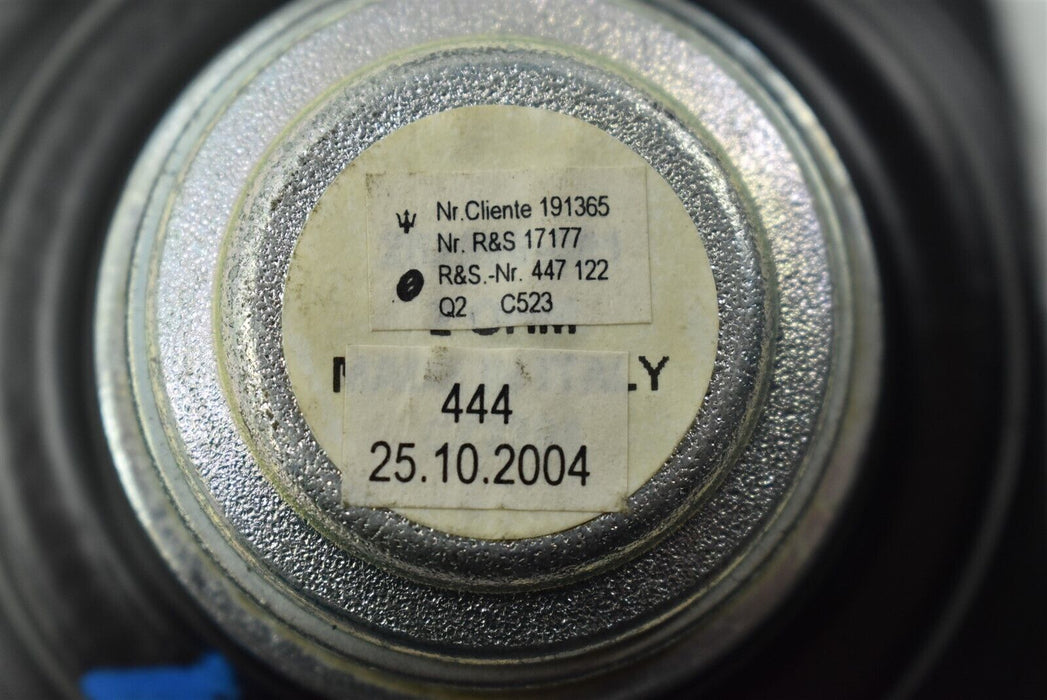 Nr.Cliente 191365
Nr. R&S 17177
R&S.-Nr. 447 122
Q2 C523
444
25.10.2004